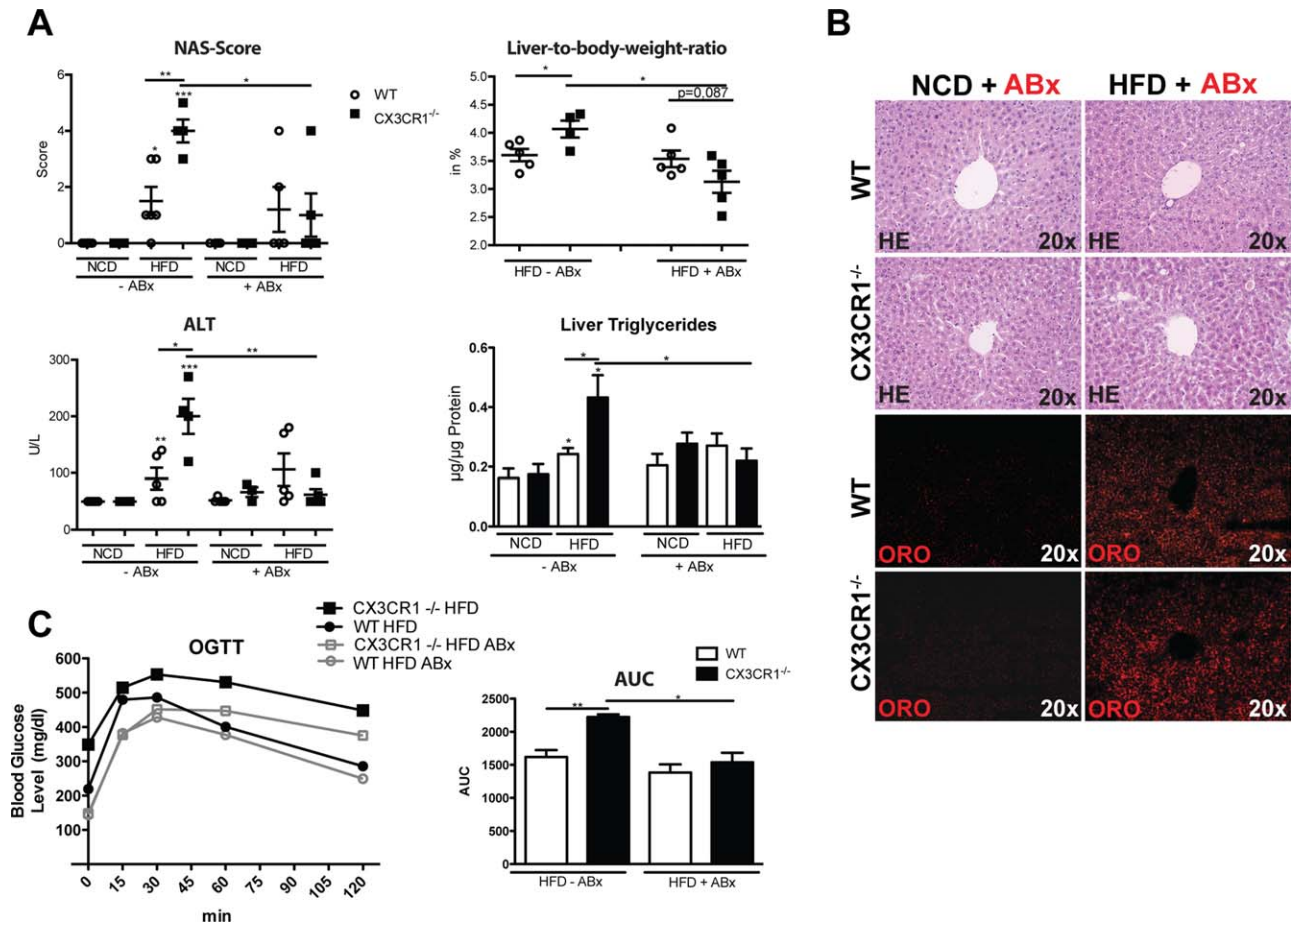 A
NAS-Score
6
4
2
0
Score
**
*
***
*
WT
CX3CR1-/-
NCD
HFD
NCD
HFD
- ABx
+ ABx
Liver-to-body-weight-ratio
5.0
4.5
4.0
3.5
3.0
2.5
2.0
in %
*
*
p=0,087
HFD - ABx
HFD + ABx
ALT
300
200
100
0
U/L
*
**
***
**
NCD
HFD
NCD
HFD
- ABx
+ ABx
Liver Triglycerides
0.6
0.4
0.2
0.0
µg/µg Protein
*
*
*
*
NCD
HFD
NCD
HFD
- ABx
+ ABx
B
NCD + ABx
HFD + ABx
WT
HE
20x
HE
20x
CX3CR1-/-
HE
20x
HE
20x
WT
ORO
20x
ORO
20x
CX3CR1-/-
ORO
20x
ORO
20x
C
OGTT
CX3CR1 -/- HFD
WT HFD
CX3CR1 -/- HFD ABx
WT HFD ABx
600
500
400
300
200
100
Blood Glucose
Level (mg/dl)
0
15
30
45
60
75
90
105
120
min
AUC
WT
CX3CR1-/-
2500
2000
1500
1000
500
0
AUC
**
*
HFD - ABx
HFD + ABx